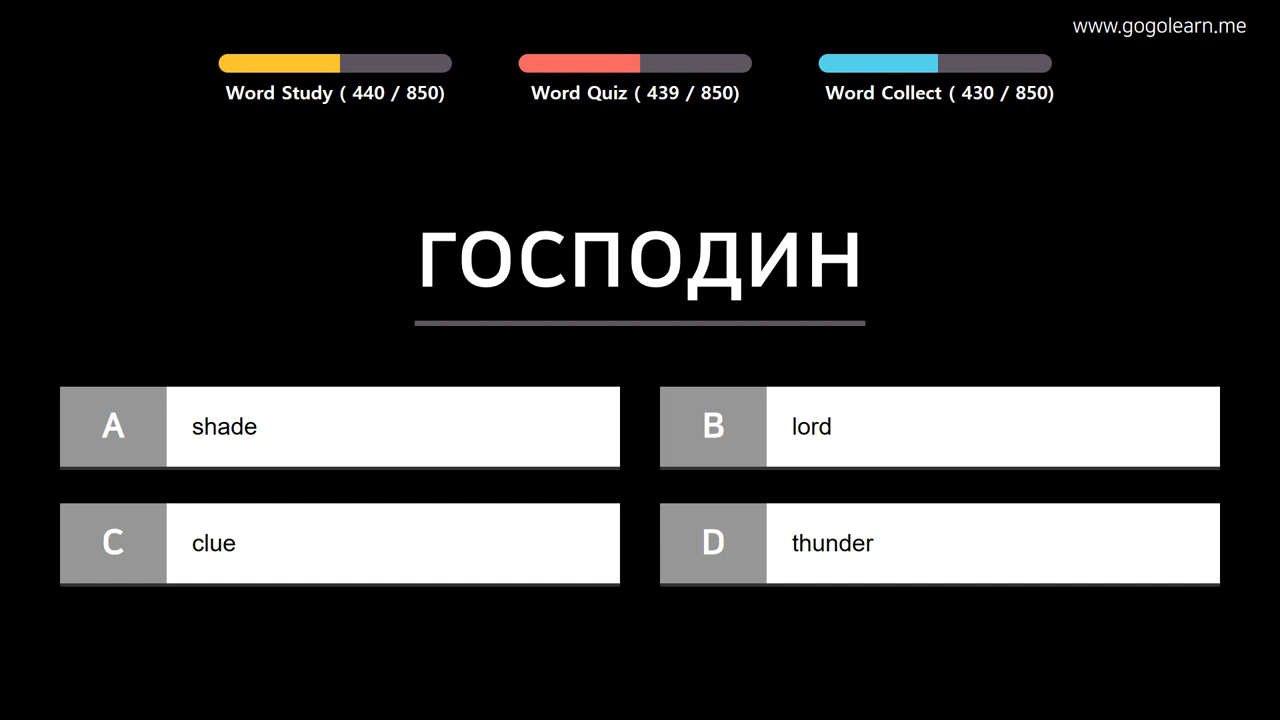 www.gogolearn.me
Word Study ( 440 / 850)
Word Quiz ( 439 / 850)
Word Collect ( 430 / 850)
ГОСПОДИН
A shade
B lord
C clue
D thunder